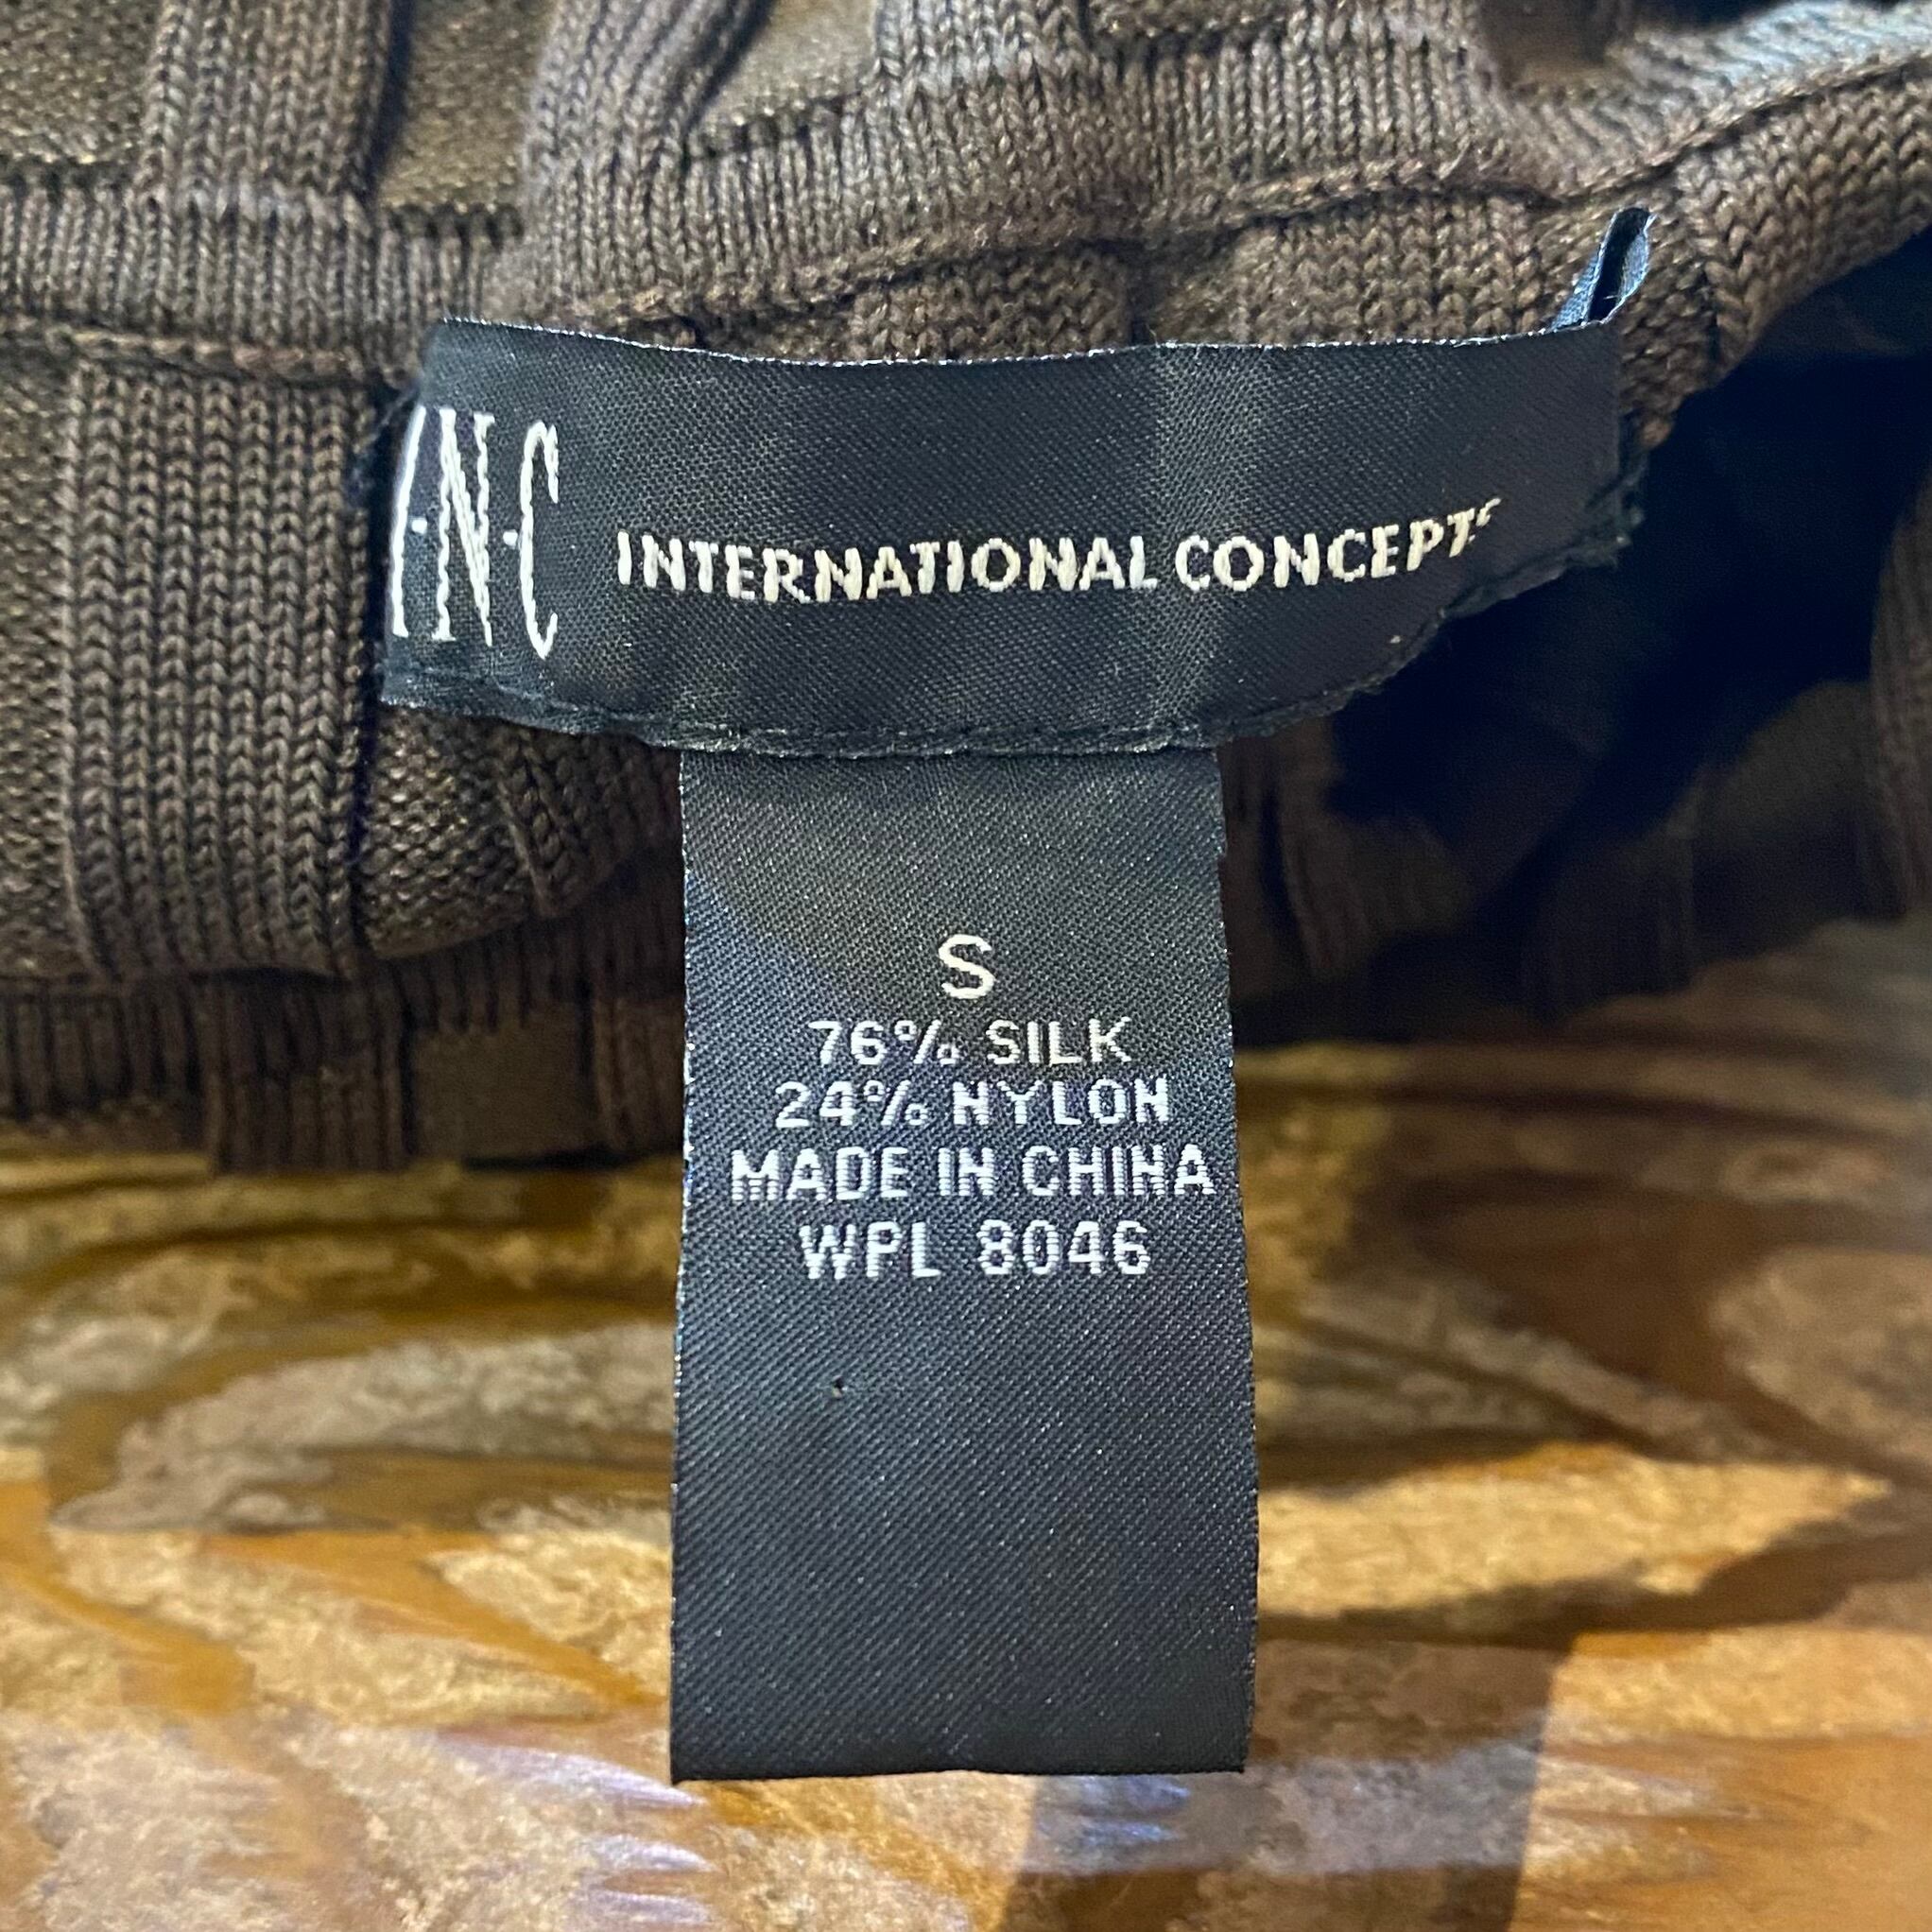 I·N·C INTERNATIONAL CONCEPTS
S
76% SILK
24% NYLON
MADE IN CHINA
WPL 8046